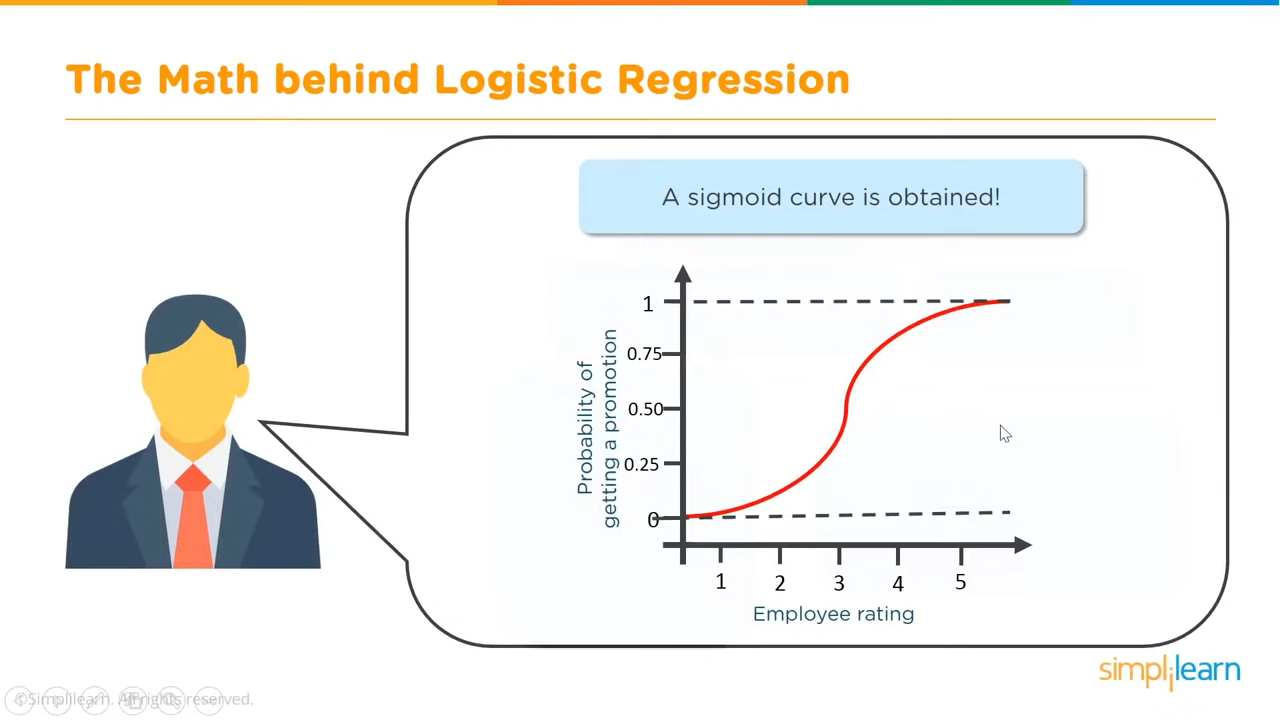 The Math behind Logistic Regression
A sigmoid curve is obtained!
1
0.75
0.50
0.25
0
Probability of
getting a promotion
1 2 3 4 5
Employee rating
simplilearn
©Simplilearn. All rights reserved.